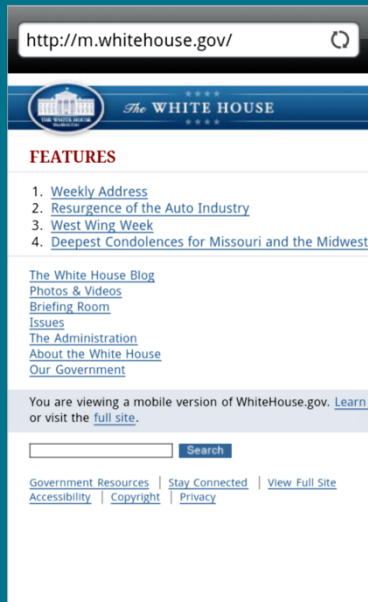 http://m.whitehouse.gov/
The WHITE HOUSE
FEATURES
1. Weekly Address
2. Resurgence of the Auto Industry
3. West Wing Week
4. Deepest Condolences for Missouri and the Midwest
The White House Blog
Photos & Videos
Briefing Room
Issues
The Administration
About the White House
Our Government
You are viewing a mobile version of WhiteHouse.gov. Learn
or visit the full site.
Search
Government Resources | Stay Connected | View Full Site
Accessibility | Copyright | Privacy